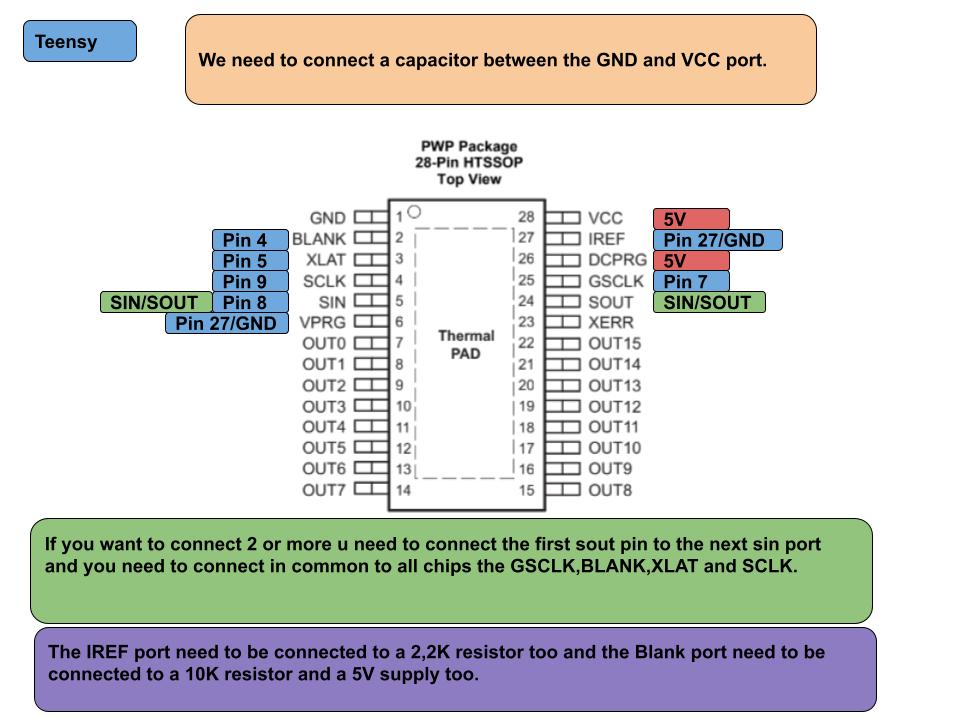 Teensy
We need to connect a capacitor between the GND and VCC port.
PWP Package
28-Pin HTSSOP
Top View
GND 1 28 VCC 5V
Pin 4 BLANK 2 27 IREF Pin 27/GND
Pin 5 XLAT 3 26 DCPRG 5V
Pin 9 SCLK 4 25 GSCLK Pin 7
SIN/SOUT Pin 8 SIN 5 24 SOUT SIN/SOUT
Pin 27/GND VPRG 6 23 XERR
OUT0 7 22 OUT15
OUT1 8 21 OUT14
OUT2 9 20 OUT13
OUT3 10 19 OUT12
OUT4 11 18 OUT11
OUT5 12 17 OUT10
OUT6 13 16 OUT9
OUT7 14 15 OUT8
Thermal
PAD
If you want to connect 2 or more u need to connect the first sout pin to the next sin port
and you need to connect in common to all chips the GSCLK,BLANK,XLAT and SCLK.
The IREF port need to be connected to a 2,2K resistor too and the Blank port need to be
connected to a 10K resistor and a 5V supply too.